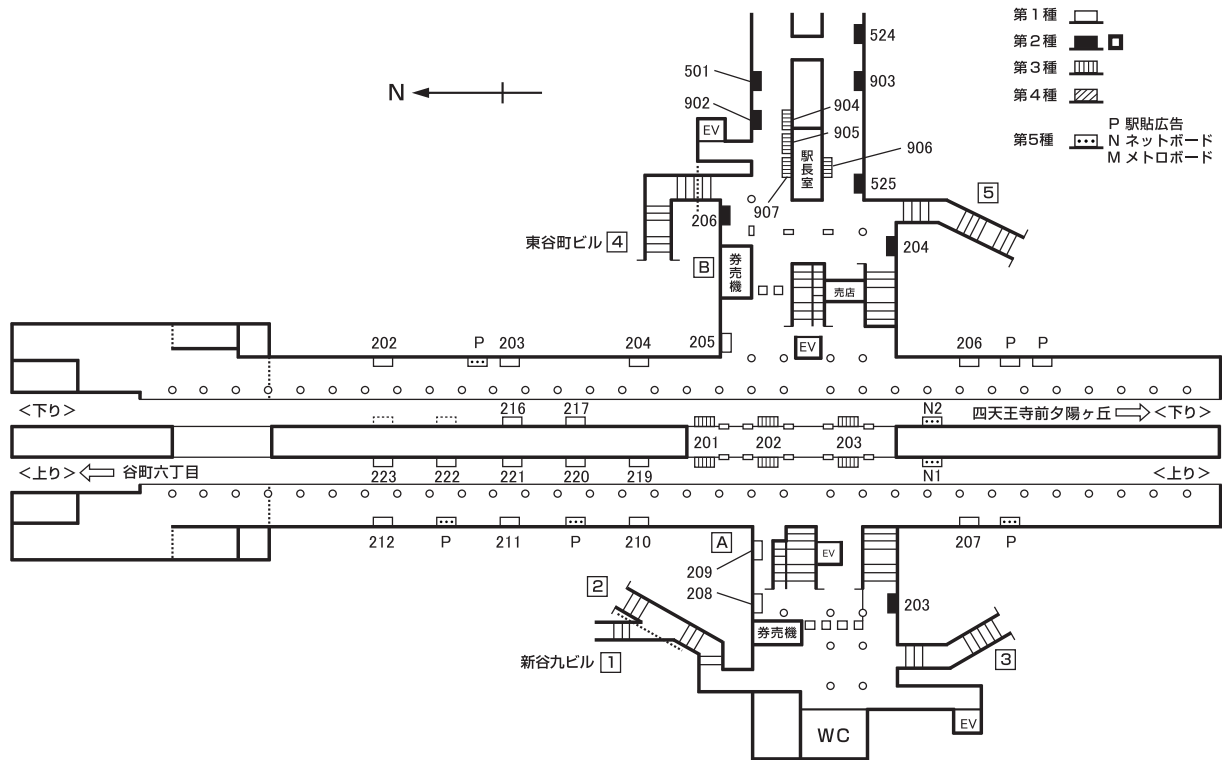 第1種
第2種
第3種
第4種
第5種
P 駅貼広告
N ネットボード
M メトロボード
N
524
501
903
902
904
905
EV
906
駅長室
907
525
5
206
東谷町ビル 4
204
B
券売機
売店
205
EV
202
P
203
204
206
P
P
<下り>
216
217
N2
四天王寺前夕陽ヶ丘
<下り>
201
202
203
<上り>
谷町六丁目
223
222
221
220
219
N1
<上り>
212
P
211
P
210
A
EV
207
P
209
2
208
203
券売機
新谷九ビル 1
3
EV
WC